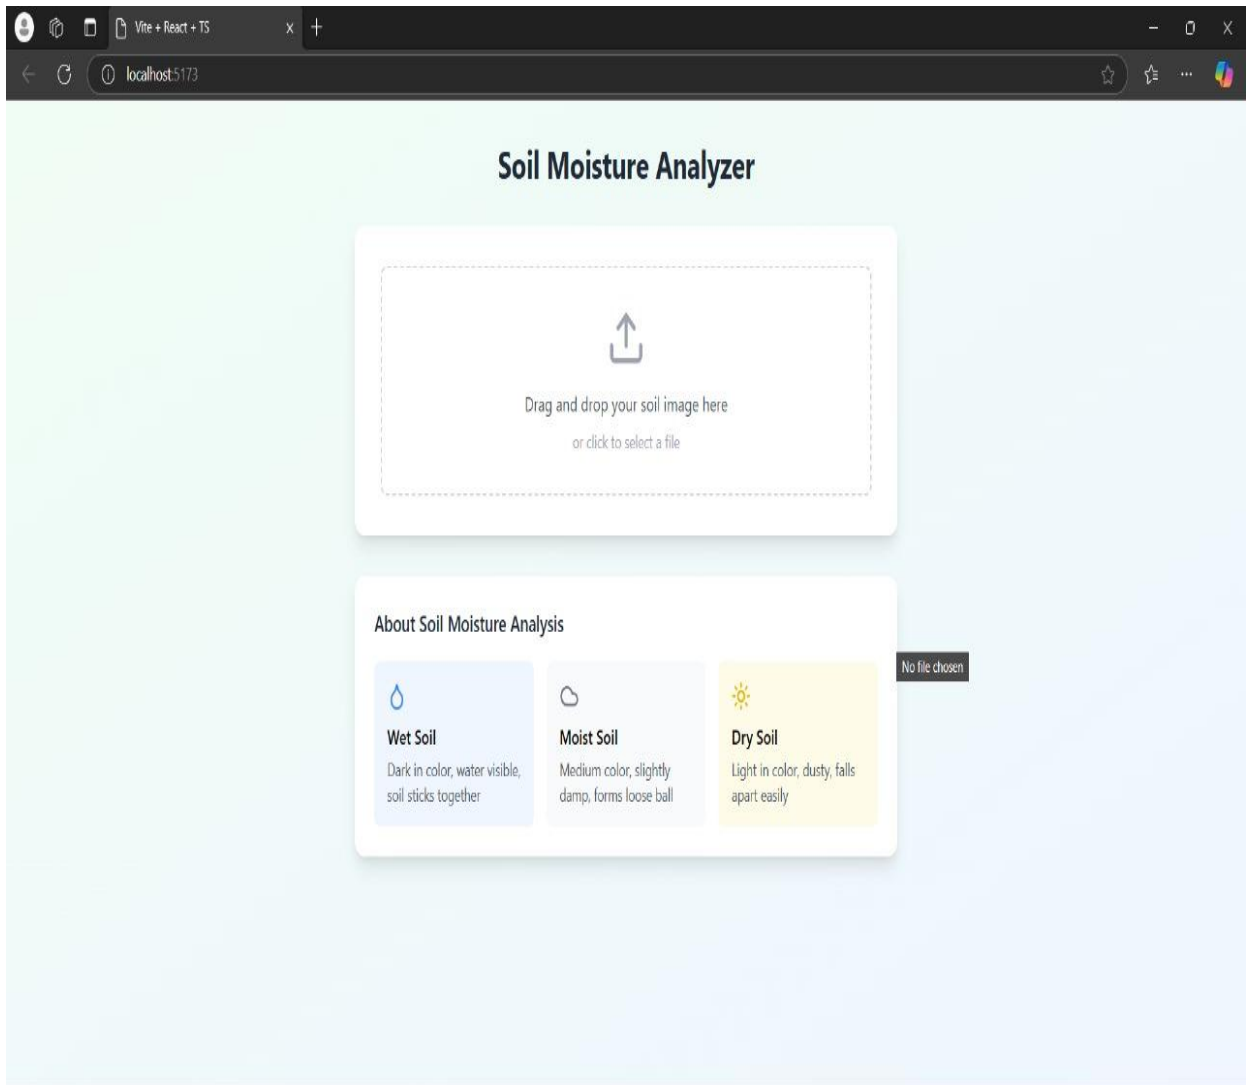 Vite + React + TS
localhost:5173
Soil Moisture Analyzer
Drag and drop your soil image here
or click to select a file
About Soil Moisture Analysis
No file chosen
Wet Soil
Dark in color, water visible,
soil sticks together
Moist Soil
Medium color, slightly
damp, forms loose ball
Dry Soil
Light in color, dusty, falls
apart easily